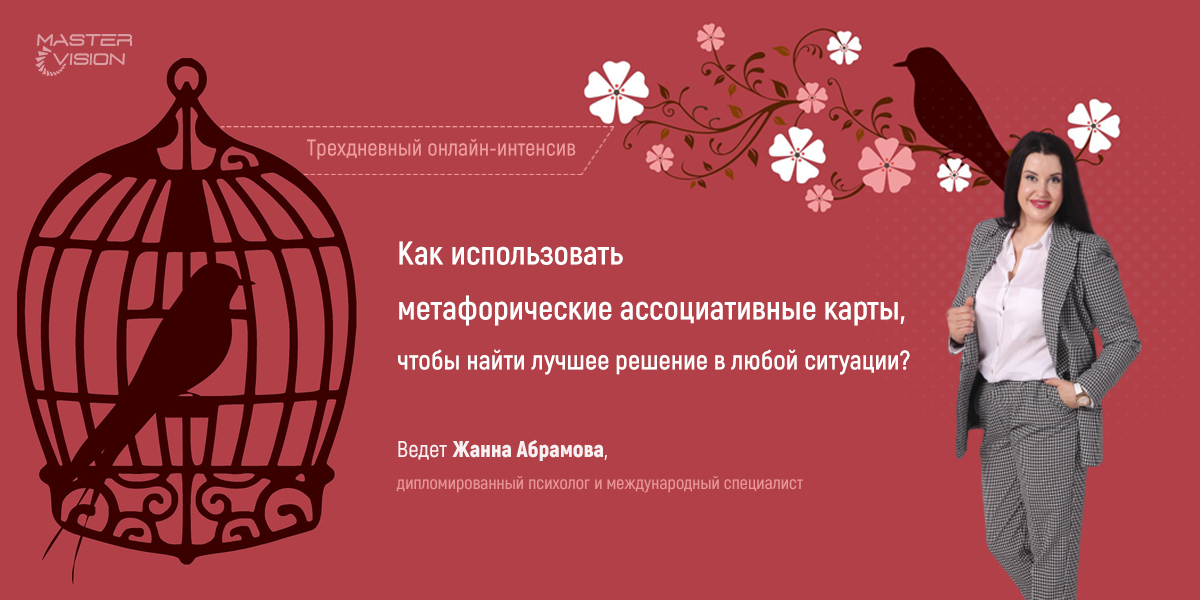 MASTER
VISION
Трехдневный онлайн-интенсив
Как использовать
метафорические ассоциативные карты,
чтобы найти лучшее решение в любой ситуации?
Ведет Жанна Абрамова,
дипломированный психолог и международный специалист